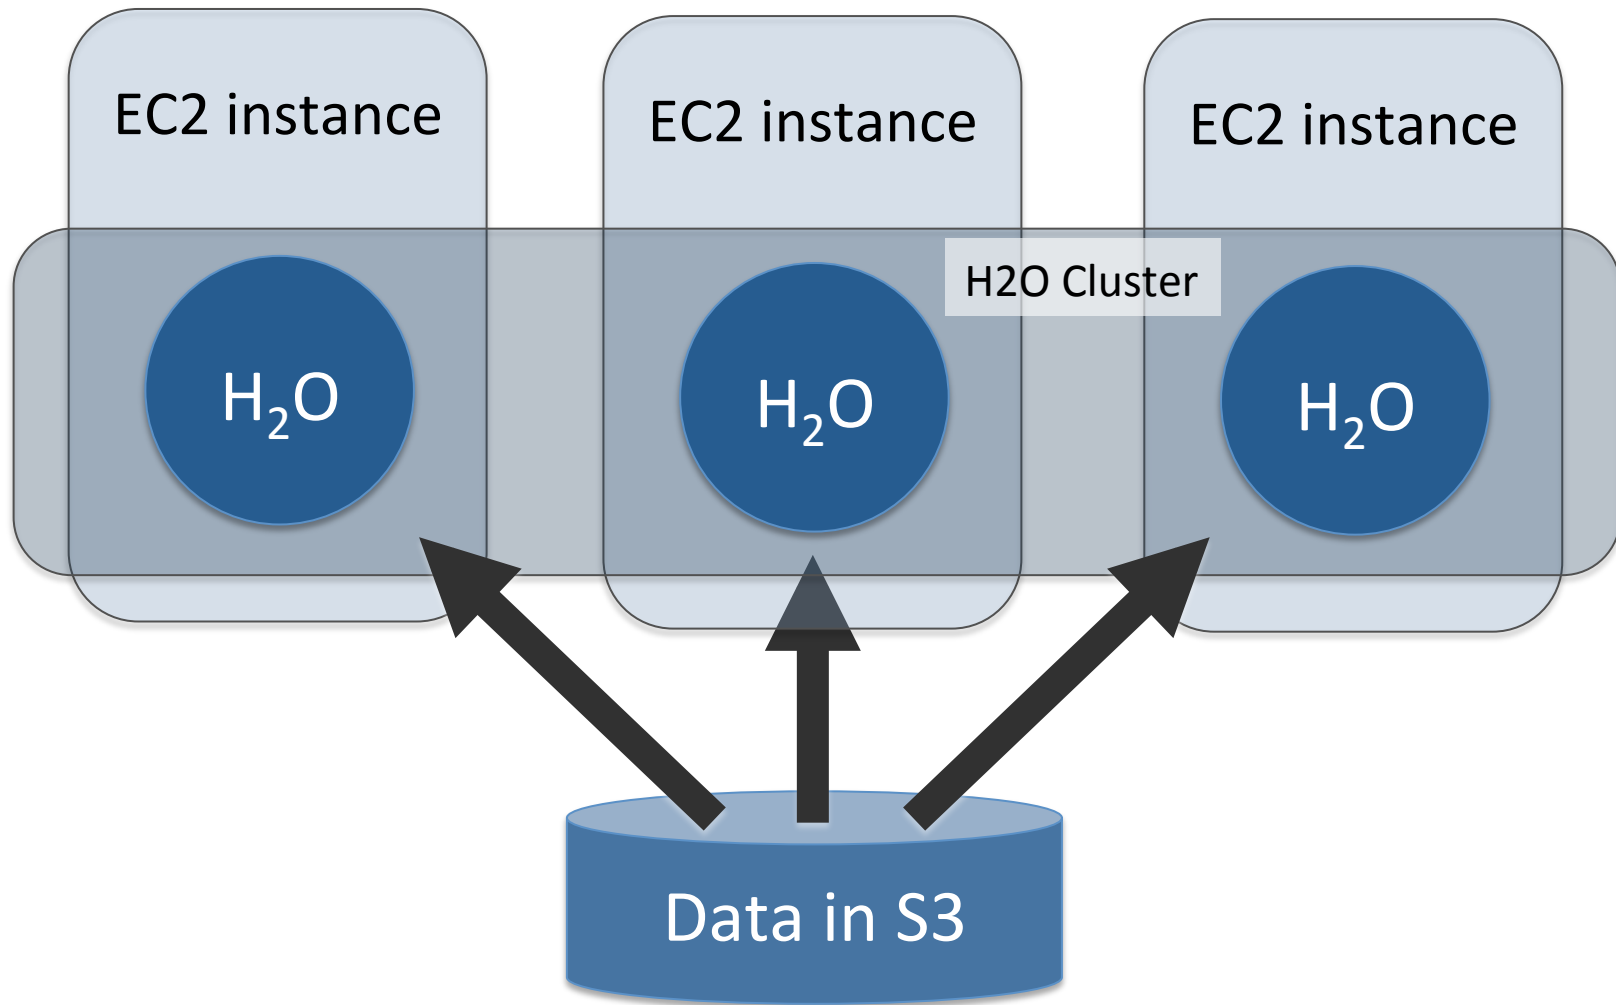 EC2 instance
EC2 instance
EC2 instance
H2O Cluster
H₂O
H₂O
H₂O
Data in S3